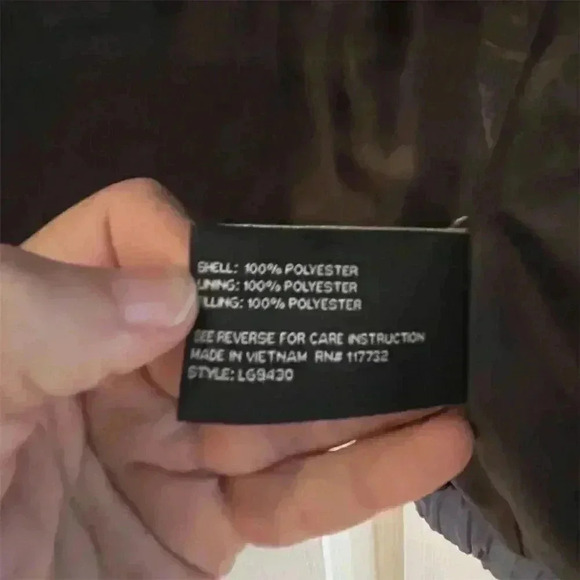 SHELL: 100% POLYESTER
LINING: 100% POLYESTER
FILLING: 100% POLYESTER
SEE REVERSE FOR CARE INSTRUCTION
MADE IN VIETNAM RN# 117732
STYLE: L69430